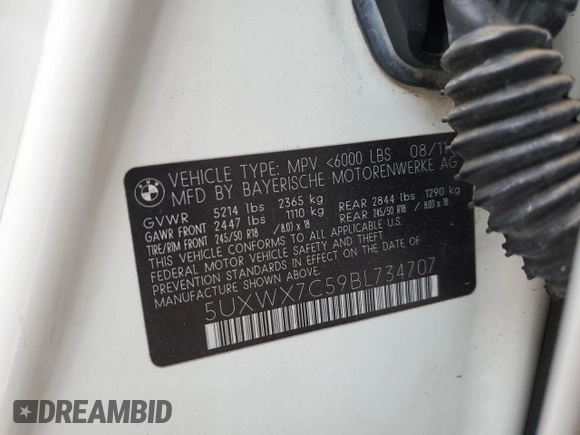 BMW
VEHICLE TYPE: MPV <6000 LBS 08/11
MFD BY BAYERISCHE MOTORENWERKE AG
GVWR 5214 lbs 2365 kg
GAWR FRONT 2447 lbs 1110 kg REAR 2844 lbs 1290 kg
TIRE/RIM FRONT 245/50 R18 / 8.0J x 18 REAR 245/50 R18 / 8.0J x 18
THIS VEHICLE CONFORMS TO ALL APPLICABLE
FEDERAL MOTOR VEHICLE SAFETY AND THEFT
PREVENTION STANDARDS IN EFFECT ON THE DATE OF
MANUFACTURE SHOWN ABOVE.
5UXWX7C59BL734707
DREAMBID